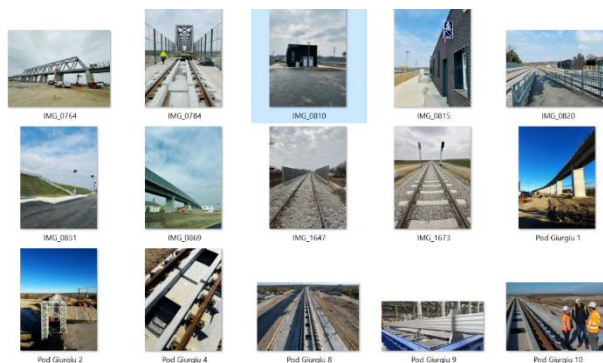 IMG_0764
IMG_0784
IMG_0810
IMG_0815
IMG_0820
IMG_0851
IMG_0869
IMG_1647
IMG_1673
Pod Giurgiu 1
Pod Giurgiu 2
Pod Giurgiu 4
Pod Giurgiu 8
Pod Giurgiu 9
Pod Giurgiu 10